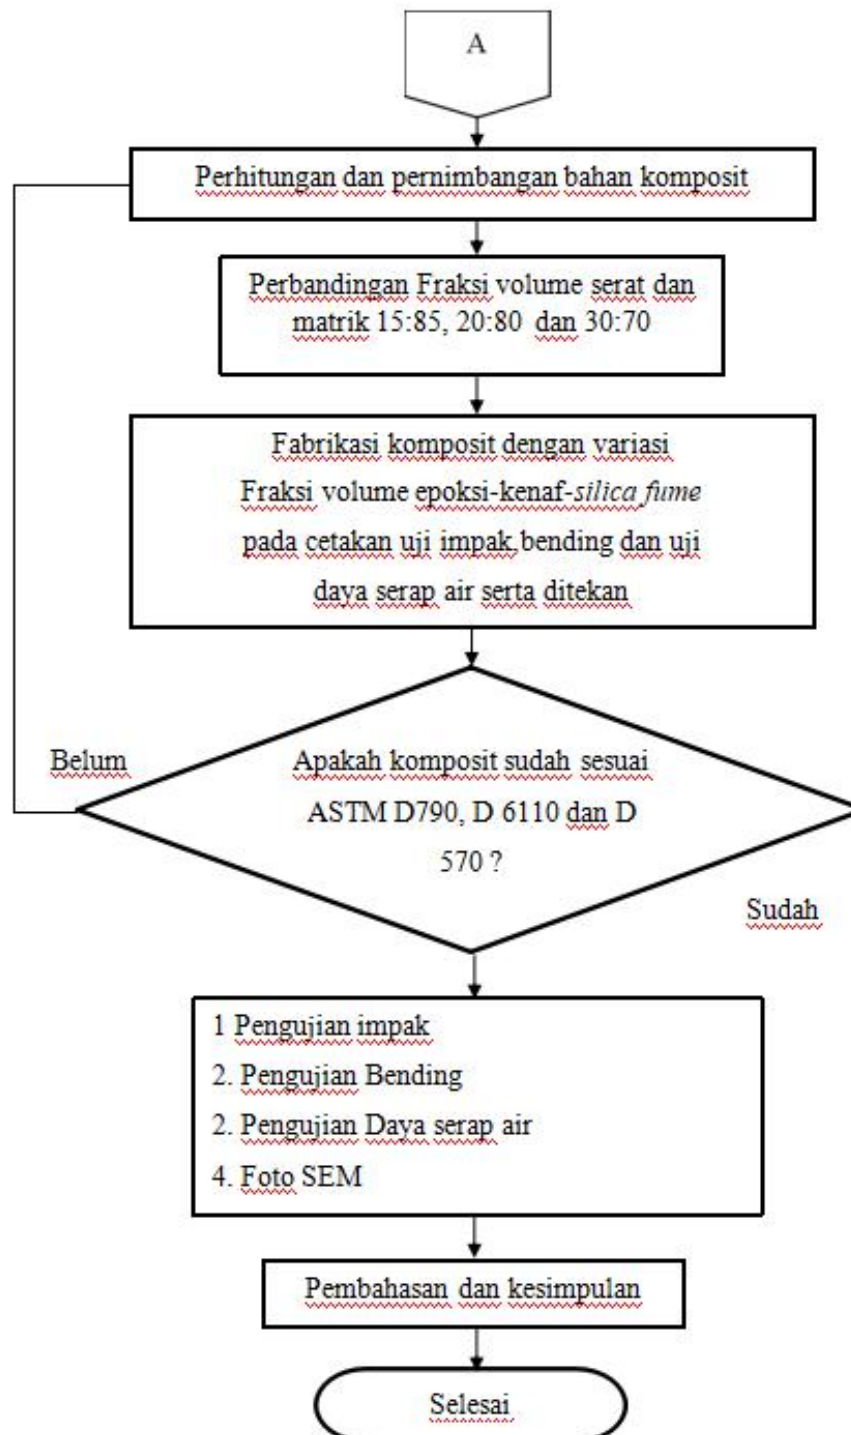 A
Perhitungan dan pernimbangan bahan komposit
Perbandingan Fraksi volume serat dan
matrik 15:85, 20:80 dan 30:70
Fabrikasi komposit dengan variasi
Fraksi volume epoksi-kenaf-silica fume
pada cetakan uji impak,bending dan uji
daya serap air serta ditekan
Belum
Apakah komposit sudah sesuai
ASTM D790, D 6110 dan D
570 ?
Sudah
1 Pengujian impak
2. Pengujian Bending
2. Pengujian Daya serap air
4. Foto SEM
Pembahasan dan kesimpulan
Selesai